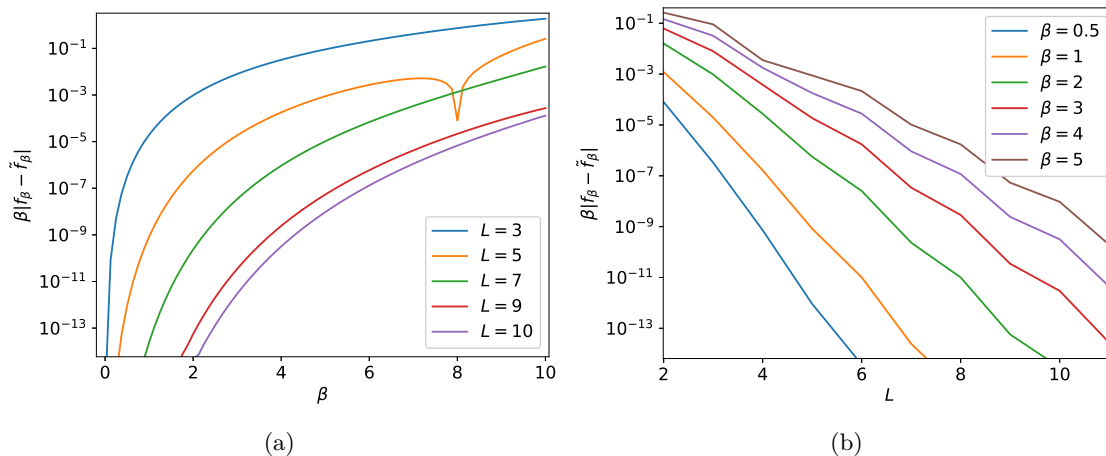 10⁻¹
10⁻³
10⁻⁵
10⁻⁷
10⁻⁹
10⁻¹¹
10⁻¹³
β|f_β − f̃_β|
0 2 4 6 8 10
β
L = 3
L = 5
L = 7
L = 9
L = 10
(a)
10⁻¹
10⁻³
10⁻⁵
10⁻⁷
10⁻⁹
10⁻¹¹
10⁻¹³
β|f_β − f̃_β|
2 4 6 8 10
L
β = 0.5
β = 1
β = 2
β = 3
β = 4
β = 5
(b)